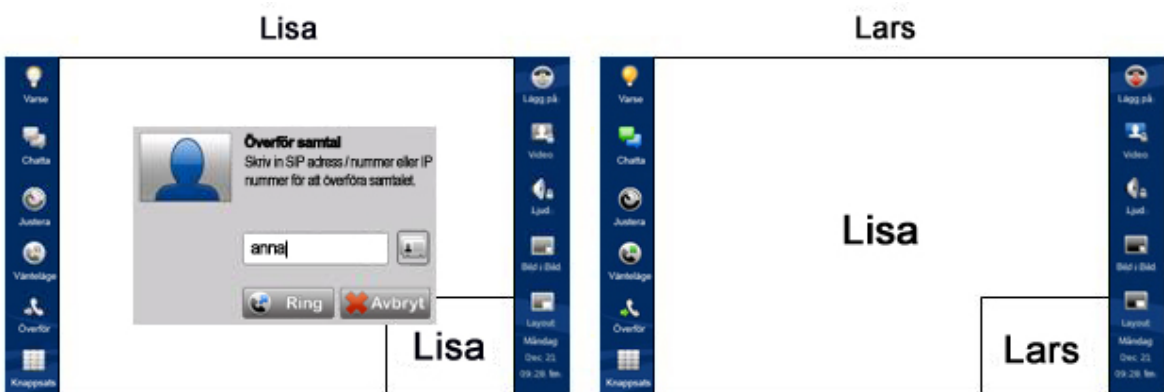 Lisa
Varse
Chatta
Justera
Vänteläge
Överför
Knappsats
Överför samtal
Skriv in SIP adress / nummer eller IP
nummer för att överföra samtalet.
anna
Ring
Avbryt
Lisa
Lägg på
Video
Ljud
Bild i Bild
Layout
Måndag
Dec 21
09:28 fm
Lars
Varse
Chatta
Justera
Vänteläge
Överför
Knappsats
Lisa
Lars
Lägg på
Video
Ljud
Bild i Bild
Layout
Måndag
Dec 21
09:28 fm